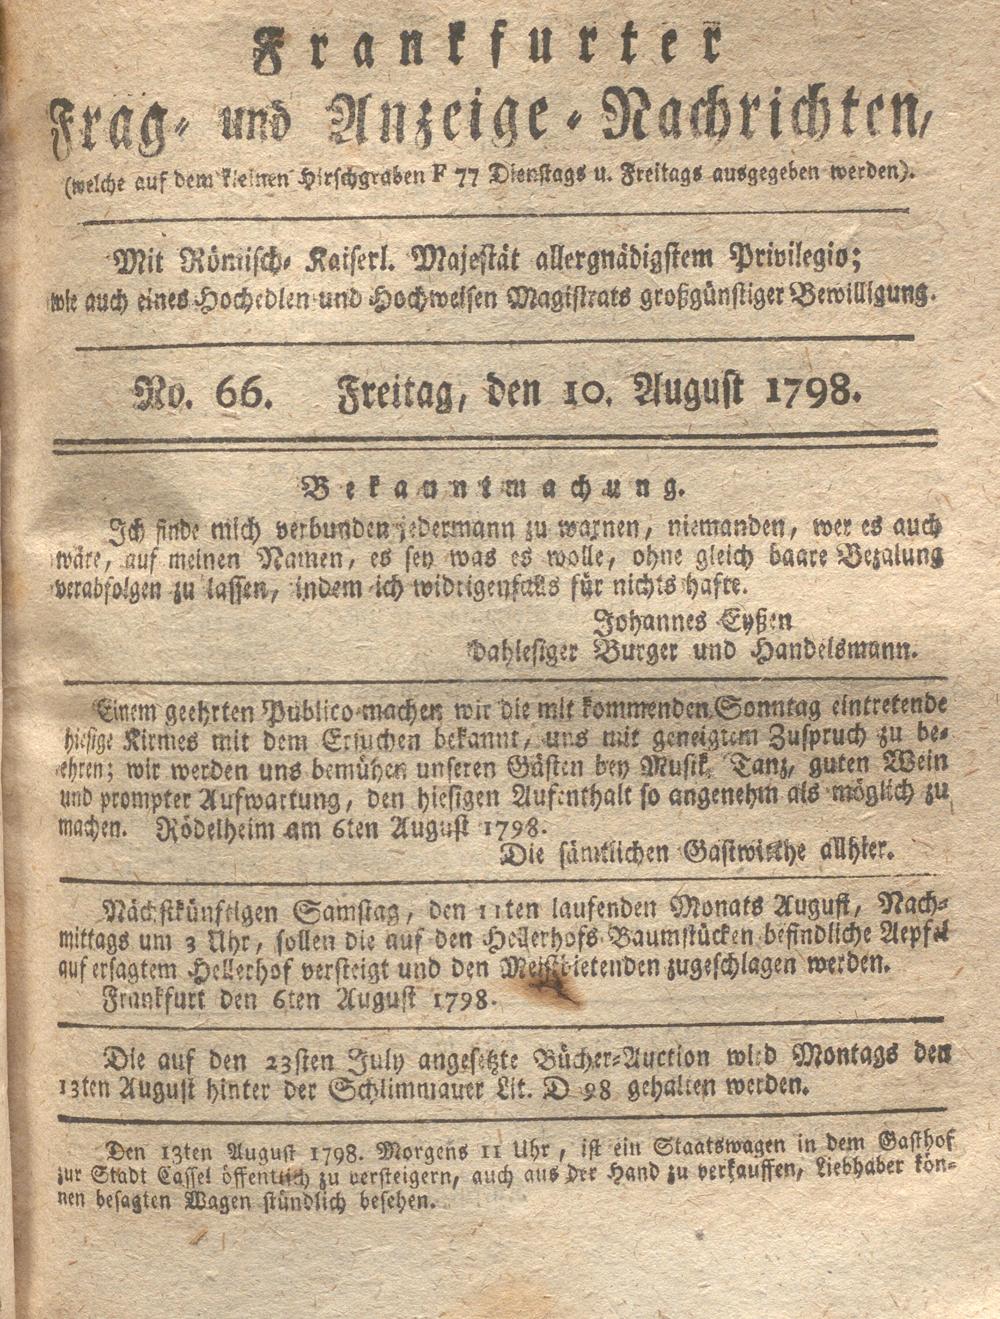 Frankfurter
Frag- und Anzeige-Nachrichten,
(welche auf dem kleinen Hirschgraben F 77 Dienstags u. Freitags ausgegeben werden).
Mit Römisch- Kaiserl. Majestät allergnädigstem Privilegio;
wie auch eines Hochedlen und Hochweisen Magistrats großgünstiger Bewilligung.
No. 66. Freitag, den 10. August 1798.
Bekanntmachung.
Ich finde mich verbunden jedermann zu warnen, niemanden, wer es auch
wäre, auf meinen Namen, es sey was es wolle, ohne gleich baare Bezalung
verabfolgen zu lassen, indem ich widrigenfalls für nichts hafte.
Johannes Eyßen
dahiesiger Burger und Handelsmann.
Einem geehrten Publico machen wir die mit kommenden Sonntag eintretende
hiesige Kirmes mit dem Ersuchen bekannt, uns mit geneigtem Zuspruch zu be-
ehren; wir werden uns bemühen unseren Gästen bey Musik, Tanz, guten Wein
und prompter Aufwartung, den hiesigen Aufenthalt so angenehm als möglich zu
machen. Rödelheim am 6ten August 1798.
Die sämtlichen Gastwirthe allhier.
Nächstkünftigen Samstag, den 11ten laufenden Monats August, Nach-
mittags um 3 Uhr, sollen die auf den Hellerhofs Baumstücken befindliche Aepfel
auf ersagtem Hellerhof versteigt und den Meistbietenden zugeschlagen werden.
Frankfurt den 6ten August 1798.
Die auf den 23sten July angesetzte Bücher-Auction wird Montags den
13ten August hinter der Schlimmauer Lit. D 98 gehalten werden.
Den 13ten August 1798. Morgens 11 Uhr, ist ein Staatswagen in dem Gasthof
zur Stadt Cassel öffentlich zu versteigern, auch aus der Hand zu verkauffen, Liebhaber kön-
nen besagten Wagen stündlich besehen.